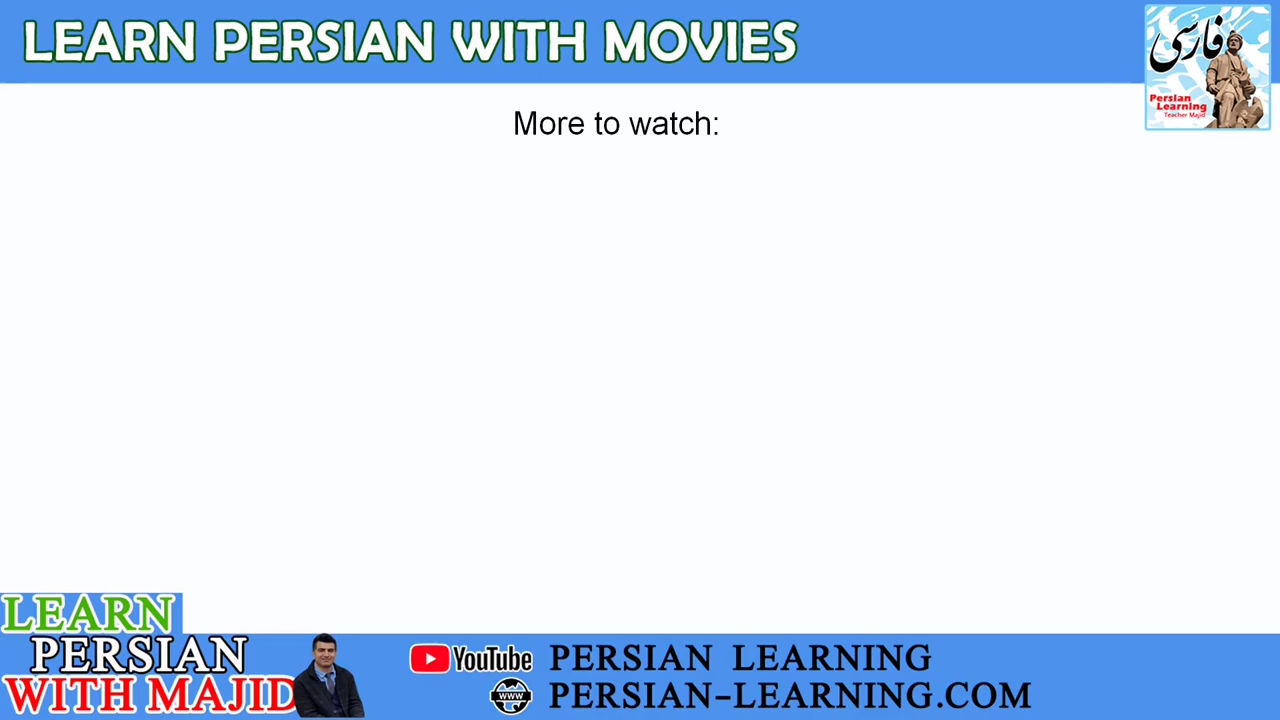 LEARN PERSIAN WITH MOVIES
فارسی
Persian
Learning
Teacher Majid
More to watch:
LEARN
PERSIAN
WITH MAJID
YouTube PERSIAN LEARNING
WWW PERSIAN-LEARNING.COM